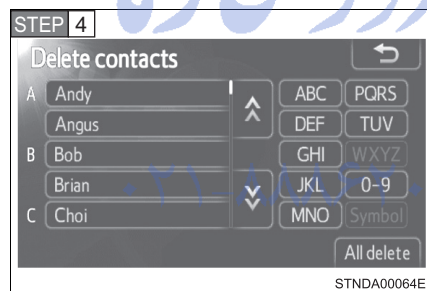 STEP 4
Delete contacts
A Andy ABC PQRS
Angus DEF TUV
B Bob GHI WXYZ
Brian JKL 0-9
C Choi MNO Symbol
All delete
STNDA00064E